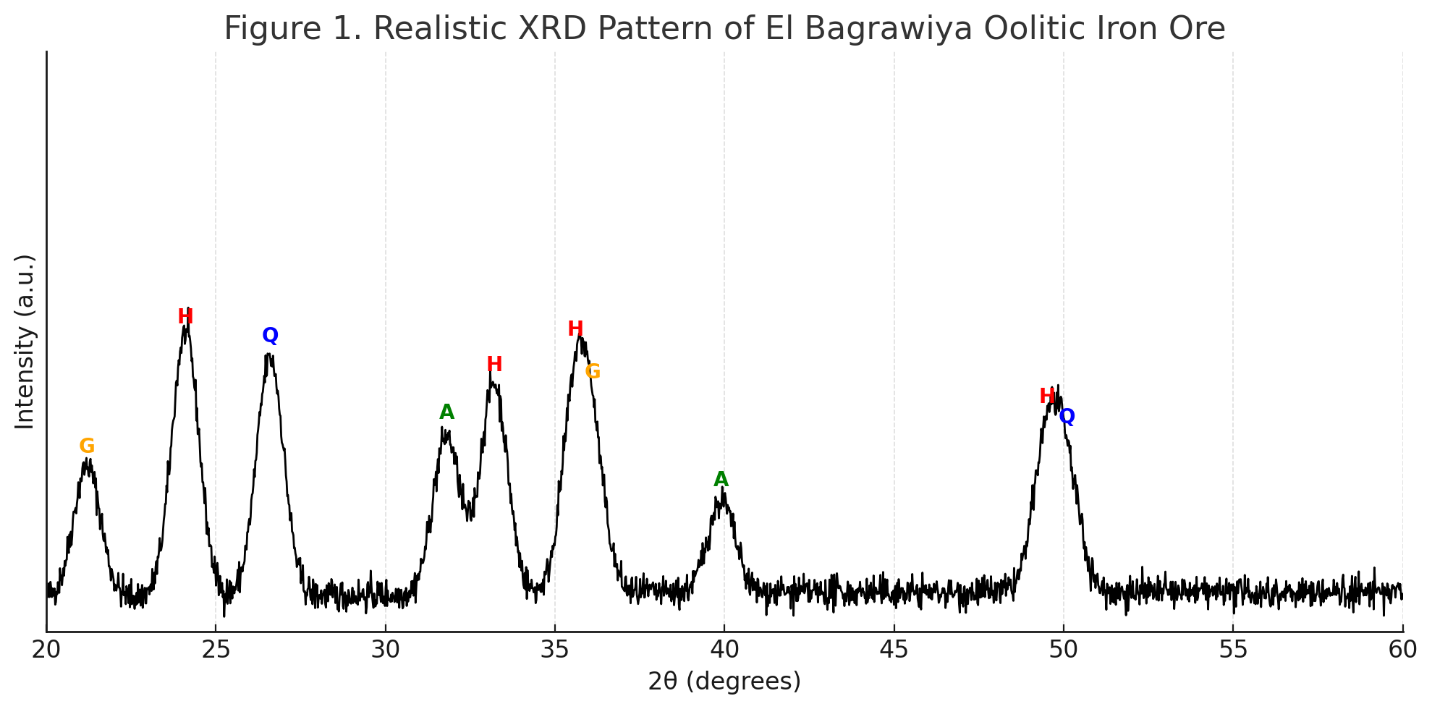 Figure 1. Realistic XRD Pattern of El Bagrawiya Oolitic Iron Ore
Intensity (a.u.)
H
Q
H
H
G
A
H
Q
G
A
20 25 30 35 40 45 50 55 60
2θ (degrees)